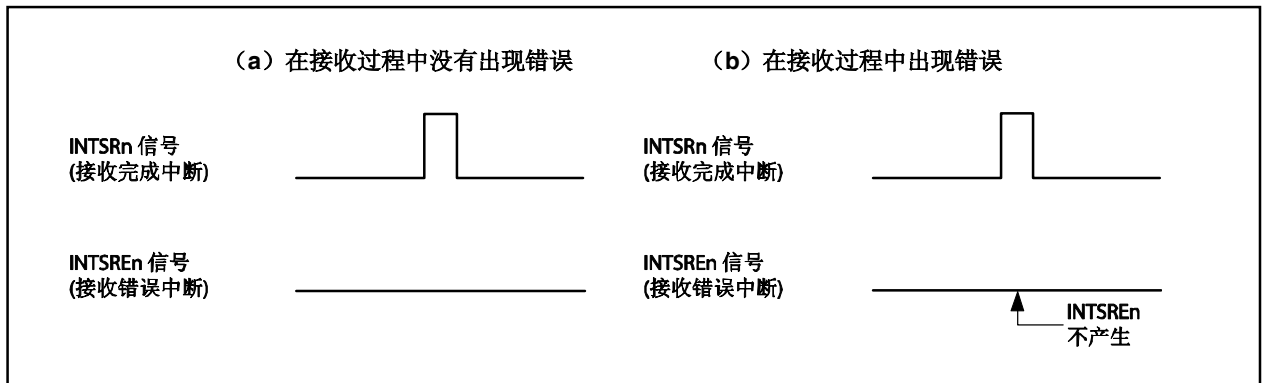 （a）在接收过程中没有出现错误
（b）在接收过程中出现错误
INTSRn 信号
(接收完成中断)
INTSRn 信号
(接收完成中断)
INTSREn 信号
(接收错误中断)
INTSREn 信号
(接收错误中断)
INTSREn
不产生